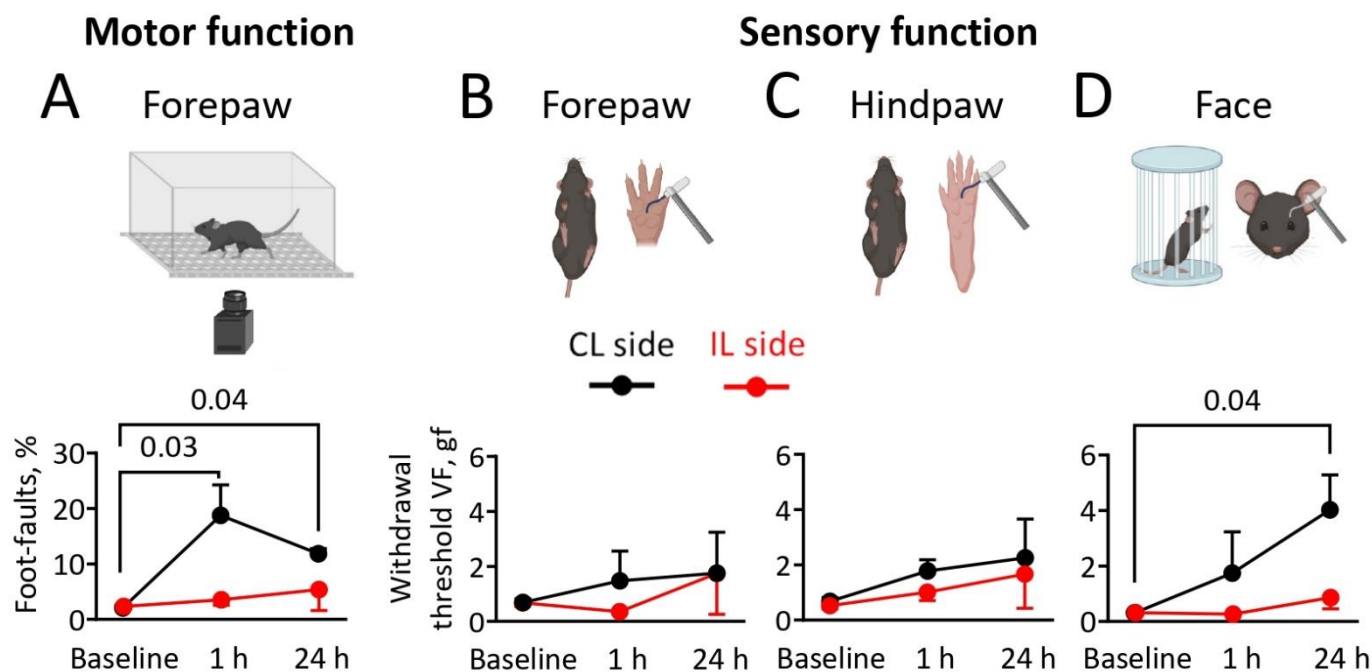 Motor function
Sensory function
A Forepaw
B Forepaw
C Hindpaw
D Face
CL side IL side
0.04
0.03
Foot-faults, %
30
20
10
0
Baseline 1 h 24 h
Withdrawal
threshold VF, gf
6
4
2
0
Baseline 1 h 24 h
6
4
2
0
Baseline 1 h 24 h
0.04
6
4
2
0
Baseline 1 h 24 h